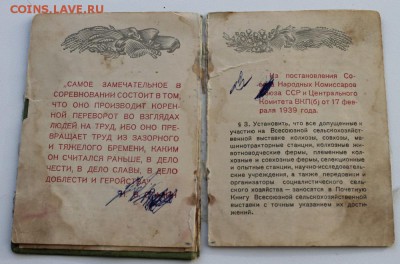 COINS.LAVE.RU
„САМОЕ ЗАМЕЧАТЕЛЬНОЕ В
СОРЕВНОВАНИИ СОСТОИТ В ТОМ,
ЧТО ОНО ПРОИЗВОДИТ КОРЕН-
НОЙ ПЕРЕВОРОТ ВО ВЗГЛЯДАХ
ЛЮДЕЙ НА ТРУД, ИБО ОНО ПРЕ-
ВРАЩАЕТ ТРУД ИЗ ЗАЗОРНОГО
И ТЯЖЕЛОГО БРЕМЕНИ, КАКИМ
ОН СЧИТАЛСЯ РАНЬШЕ, В ДЕЛО
ЧЕСТИ, В ДЕЛО СЛАВЫ, В ДЕЛО
ДОБЛЕСТИ И ГЕРОЙСТВА"
Из постановления Со-
вета Народных Комиссаров
Союза ССР и Центрального
Комитета ВКП(б) от 17 фев-
раля 1939 года.
§ 3. Установить, что все допущенные к
участию на Всесоюзной сельскохозяйст-
венной выставке колхозы, совхозы, ма-
шинотракторные станции, колхозные жи-
вотноводческие фермы, племенные кол-
хозные и совхозные фермы, селекцион-
ные и опытные станции, научно-исследователь-
ские учреждения, а также передовики и
организаторы социалистического сель-
ского хозяйства — заносятся в Почетную
Книгу Всесоюзной сельскохозяйственной
выставки с точным указанием их дости-
жений.